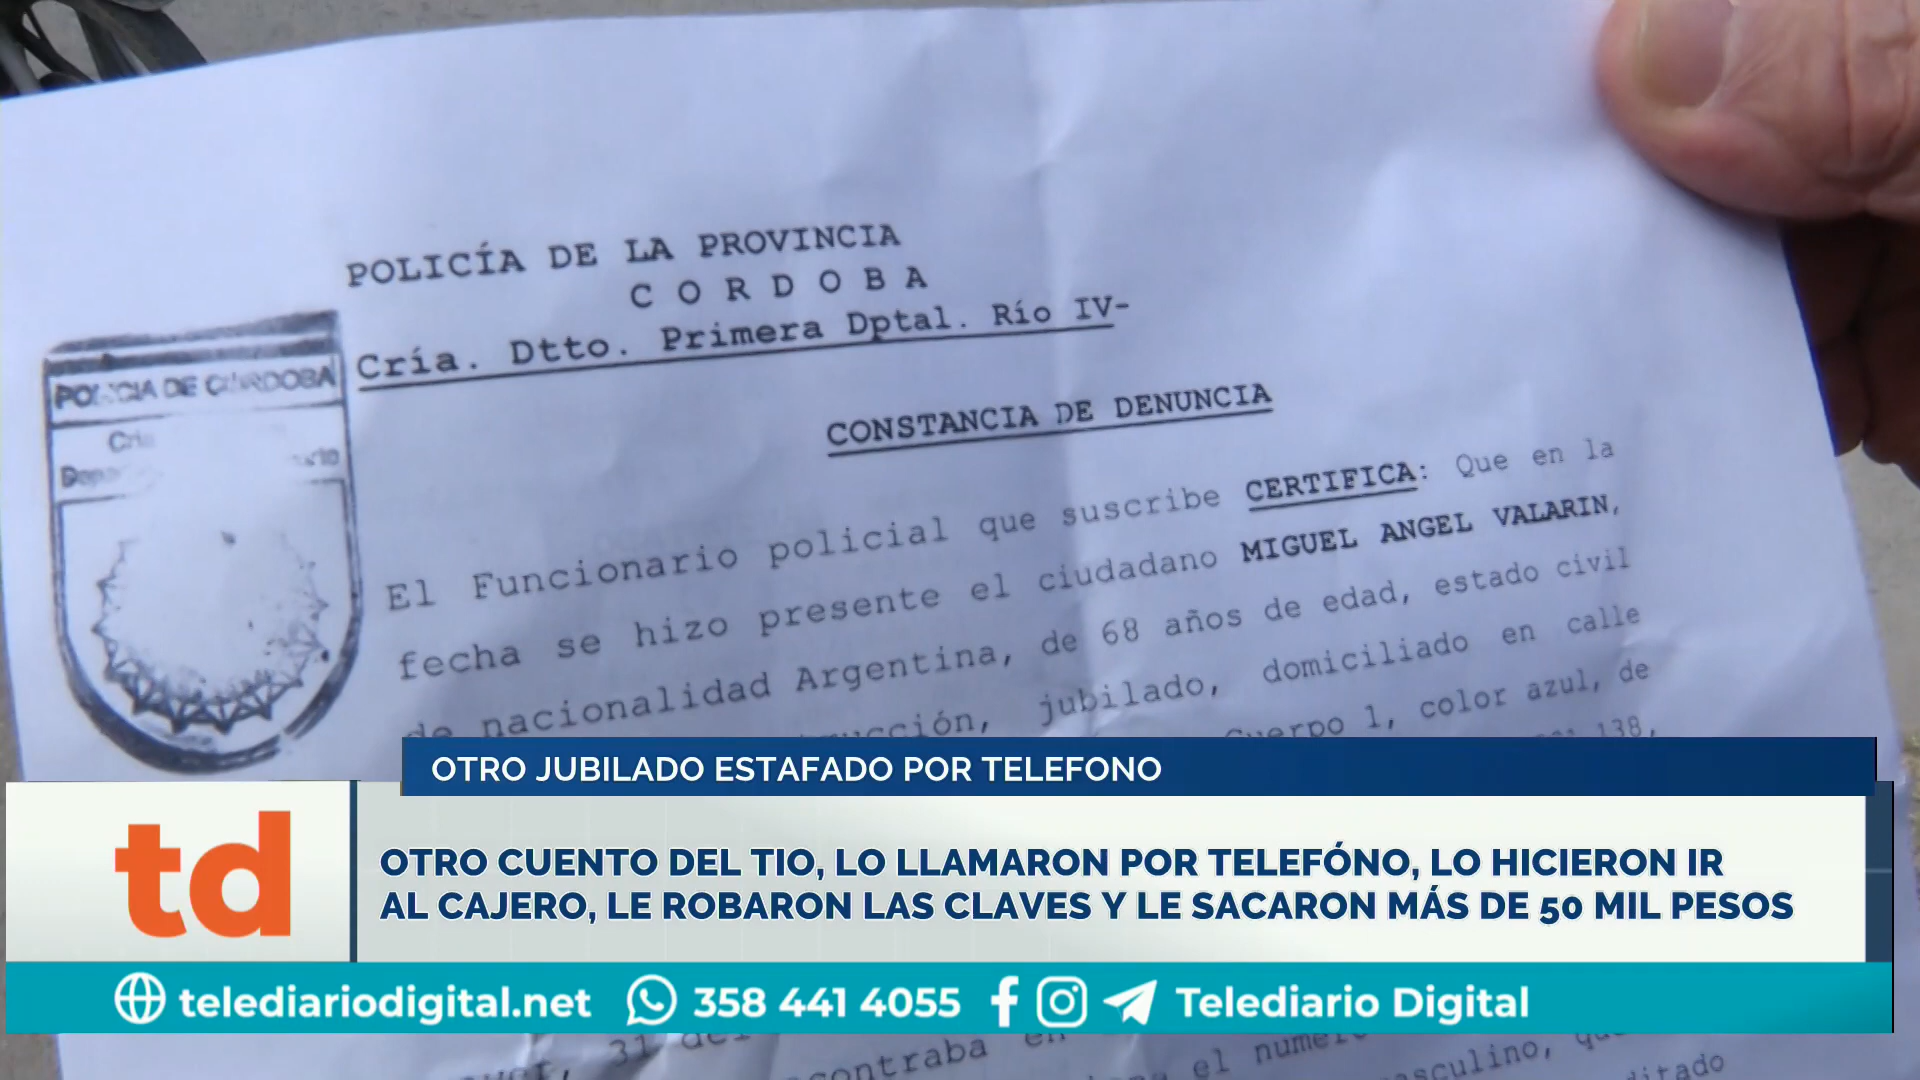 POLICÍA DE LA PROVINCIA
C O R D O B A
Cría. Dtto. Primera Dptal. Río IV-
POLICIA DE CORDOBA
CONSTANCIA DE DENUNCIA
El Funcionario policial que suscribe CERTIFICA: Que en la
fecha se hizo presente el ciudadano MIGUEL ANGEL VALARIN,
de nacionalidad Argentina, de 68 años de edad, estado civil
jubilado, domiciliado en calle
Cuerpo 1, color azul, de
138,
OTRO JUBILADO ESTAFADO POR TELEFONO
td
OTRO CUENTO DEL TIO, LO LLAMARON POR TELEFÓNO, LO HICIERON IR
AL CAJERO, LE ROBARON LAS CLAVES Y LE SACARON MÁS DE 50 MIL PESOS
telediariodigital.net 358 441 4055 Telediario Digital
31
en
el